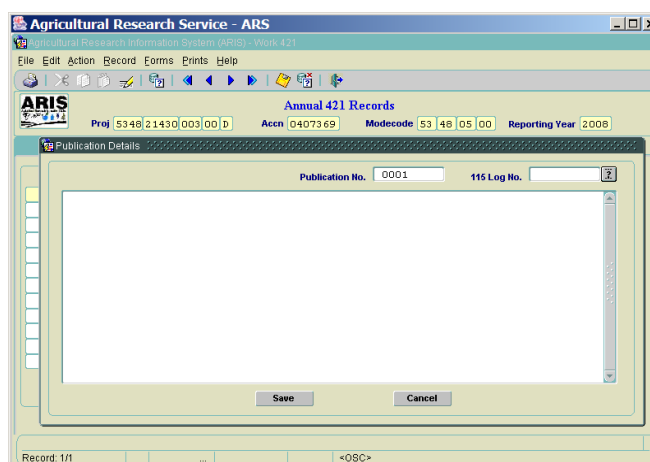 Agricultural Research Service - ARS
Agricultural Research Information System (ARIS) - Work 421
File Edit Action Record Forms Prints Help
ARIS
Annual 421 Records
Proj 5348 21430 003 00 D Accn 0407369 Modecode 53 48 05 00 Reporting Year 2008
Publication Details
Publication No. 0001 115 Log No. ?
Save Cancel
Record: 1/1 ... <OSC>